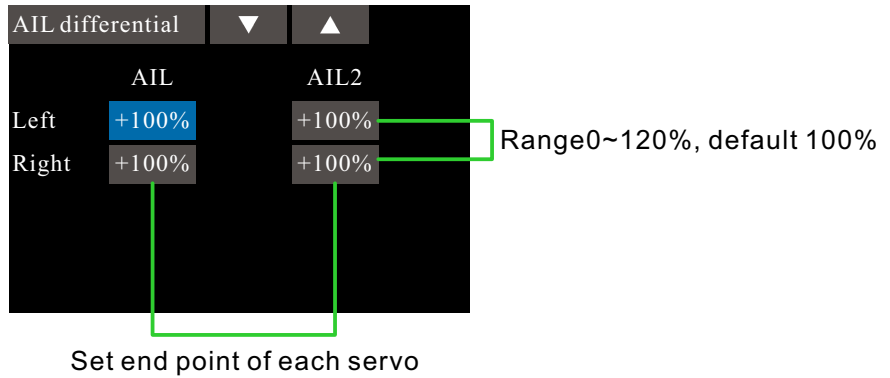 AIL differential ▼ ▲
AIL AIL2
Left +100% +100%
Right +100% +100%
Range0~120%, default 100%
Set end point of each servo